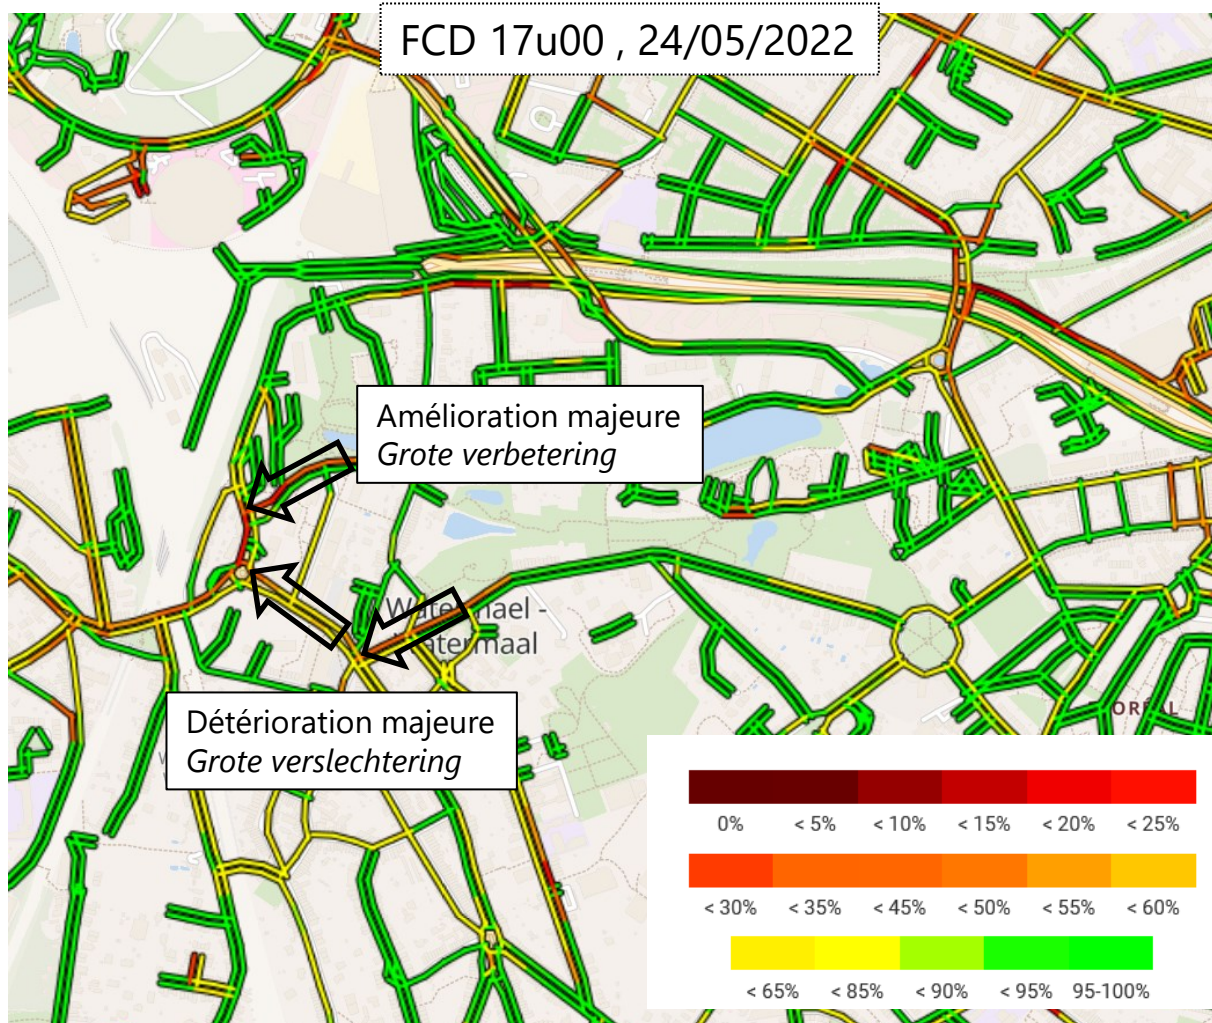 FCD 17u00 , 24/05/2022
Amélioration majeure
Grote verbetering
Watermael -
Watermaal
Détérioration majeure
Grote verslechtering
0% < 5% < 10% < 15% < 20% < 25%
< 30% < 35% < 45% < 50% < 55% < 60%
< 65% < 85% < 90% < 95% 95-100%